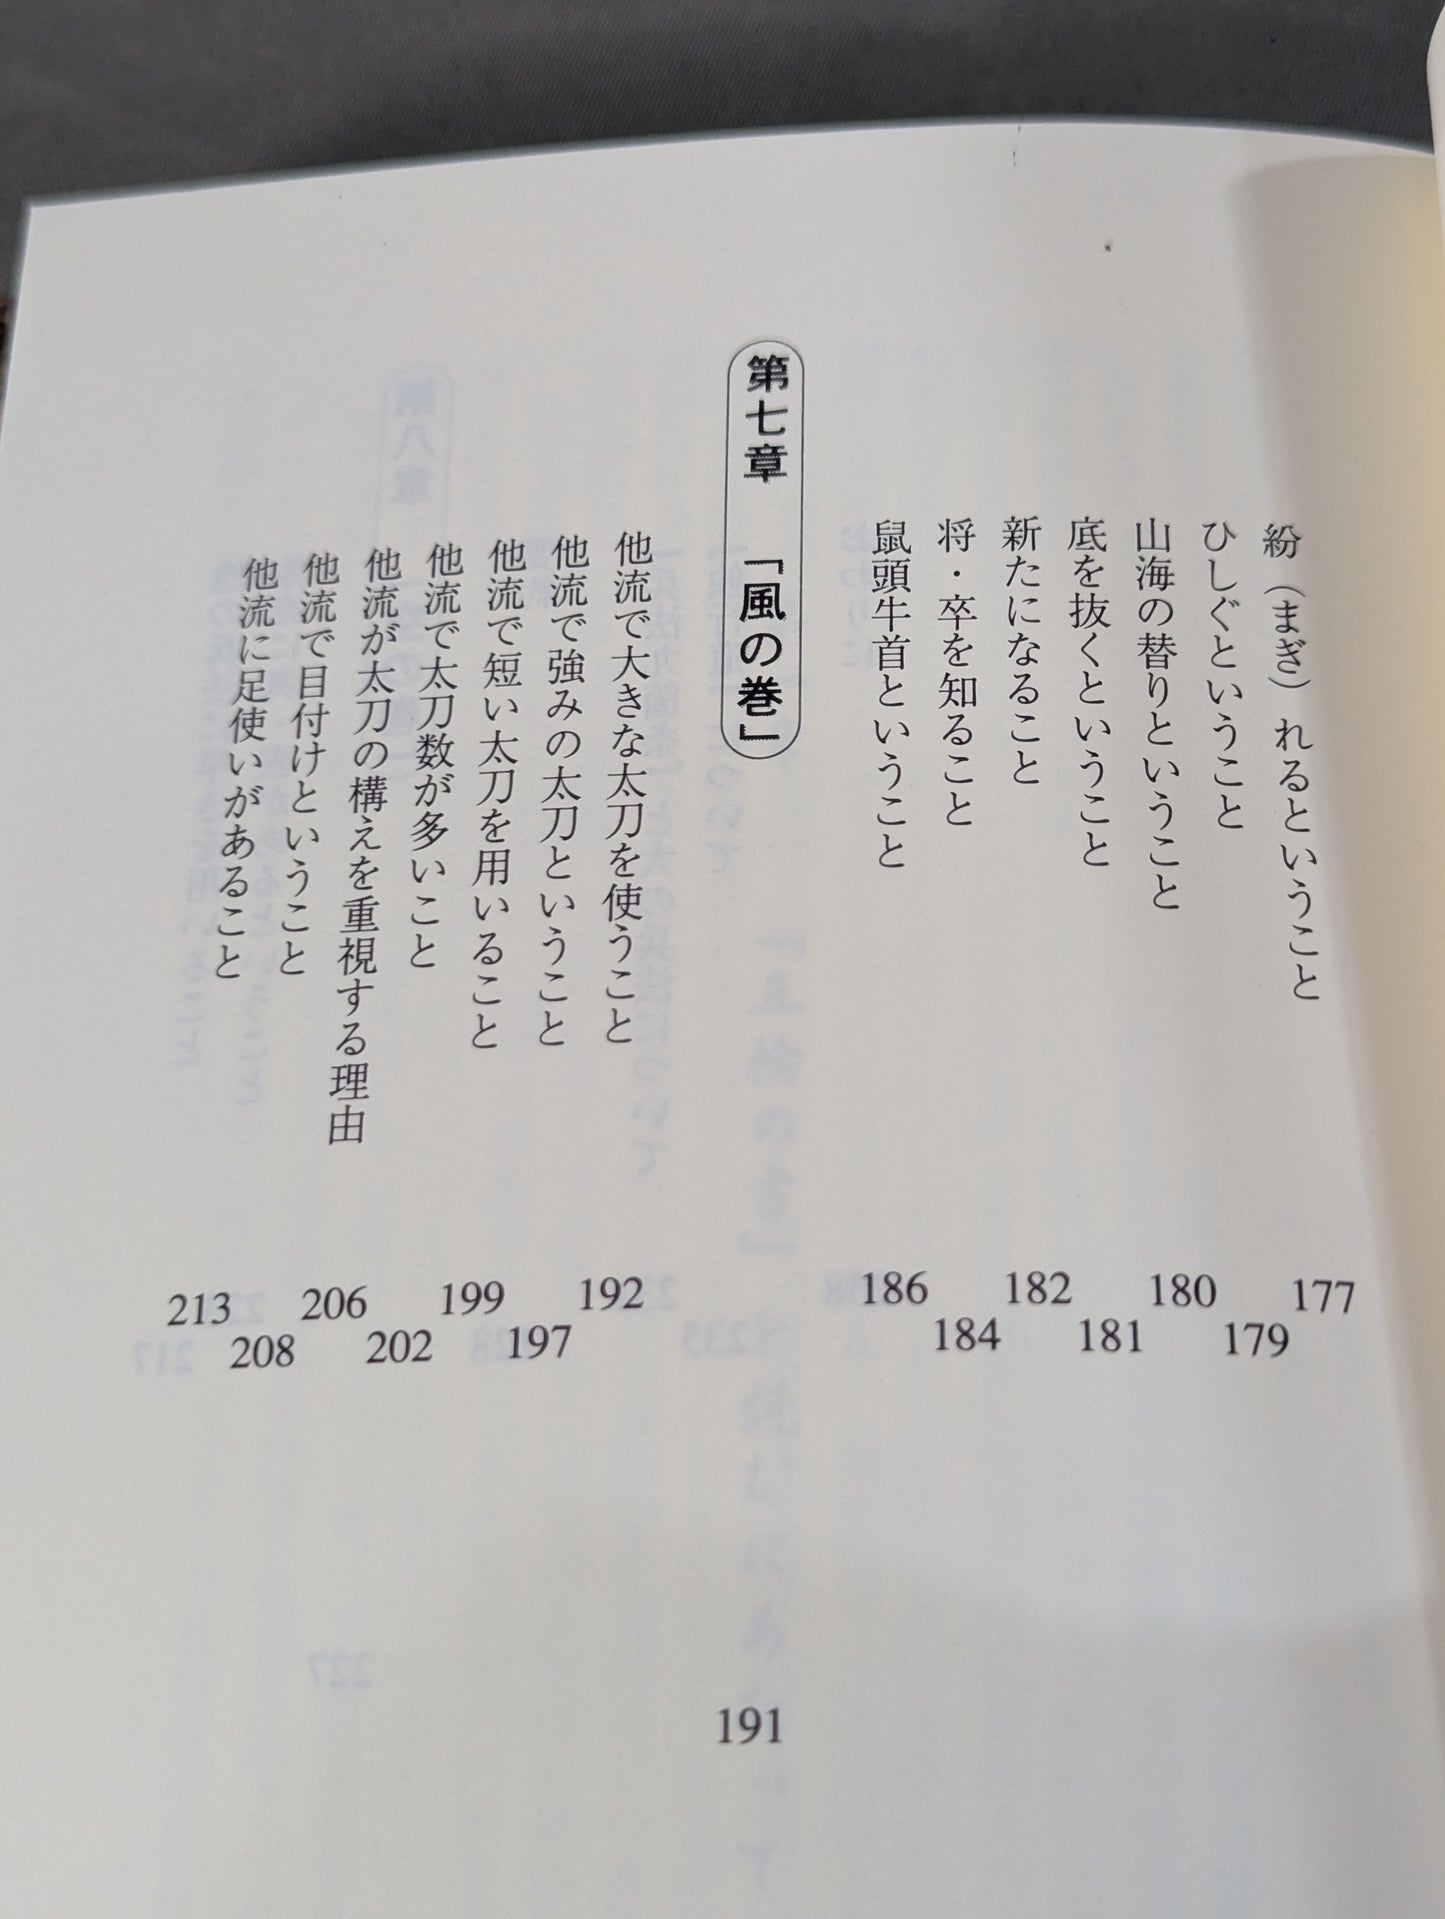 紛（まぎ）れるということ 177
ひしぐということ 179
山海の替りということ 180
底を抜くということ 181
新たになること 182
将・卒を知ること 184
鼠頭牛首ということ 186
第七章 「風の巻」 191
他流で大きな太刀を使うこと 192
他流で強みの太刀ということ 197
他流で短い太刀を用いること 199
他流で太刀数が多いこと 202
他流が太刀の構えを重視する理由 206
他流で目付けということ 208
他流に足使いがあること 213